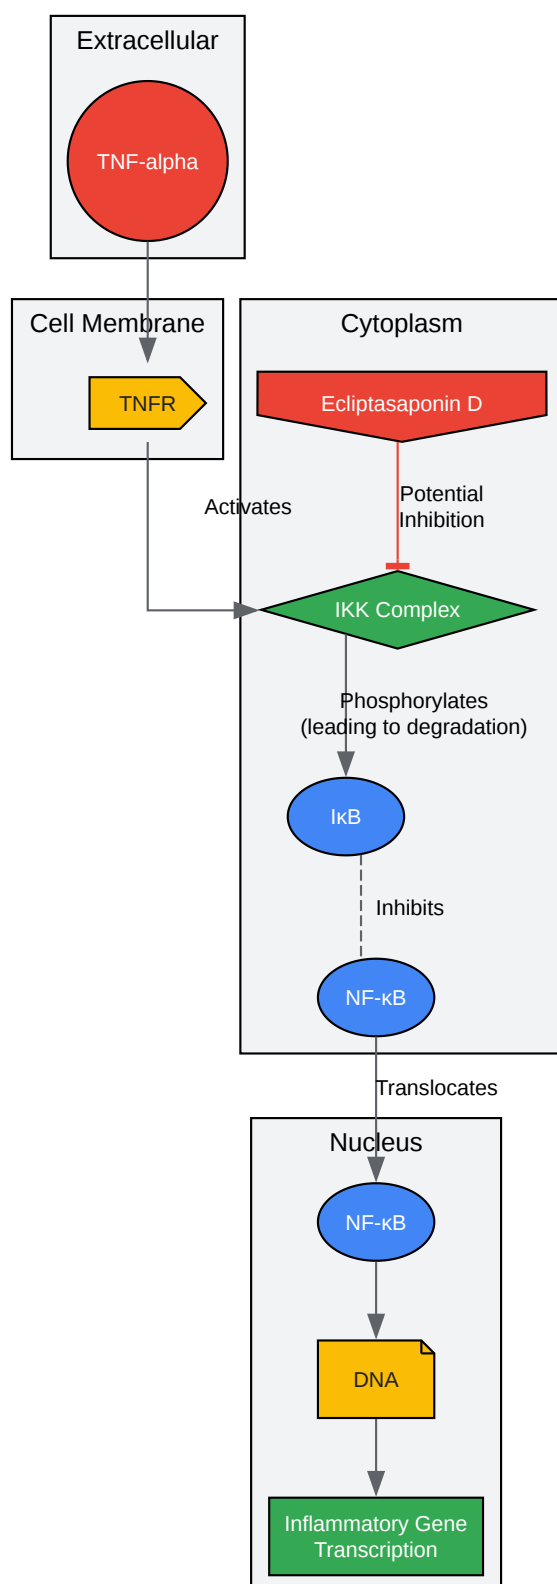 Extracellular
TNF-alpha
Cell Membrane
TNFR
Cytoplasm
Ecliptasaponin D
Activates
Potential
Inhibition
IKK Complex
Phosphorylates
(leading to degradation)
IκB
Inhibits
NF-κB
Translocates
Nucleus
NF-κB
DNA
Inflammatory Gene
Transcription